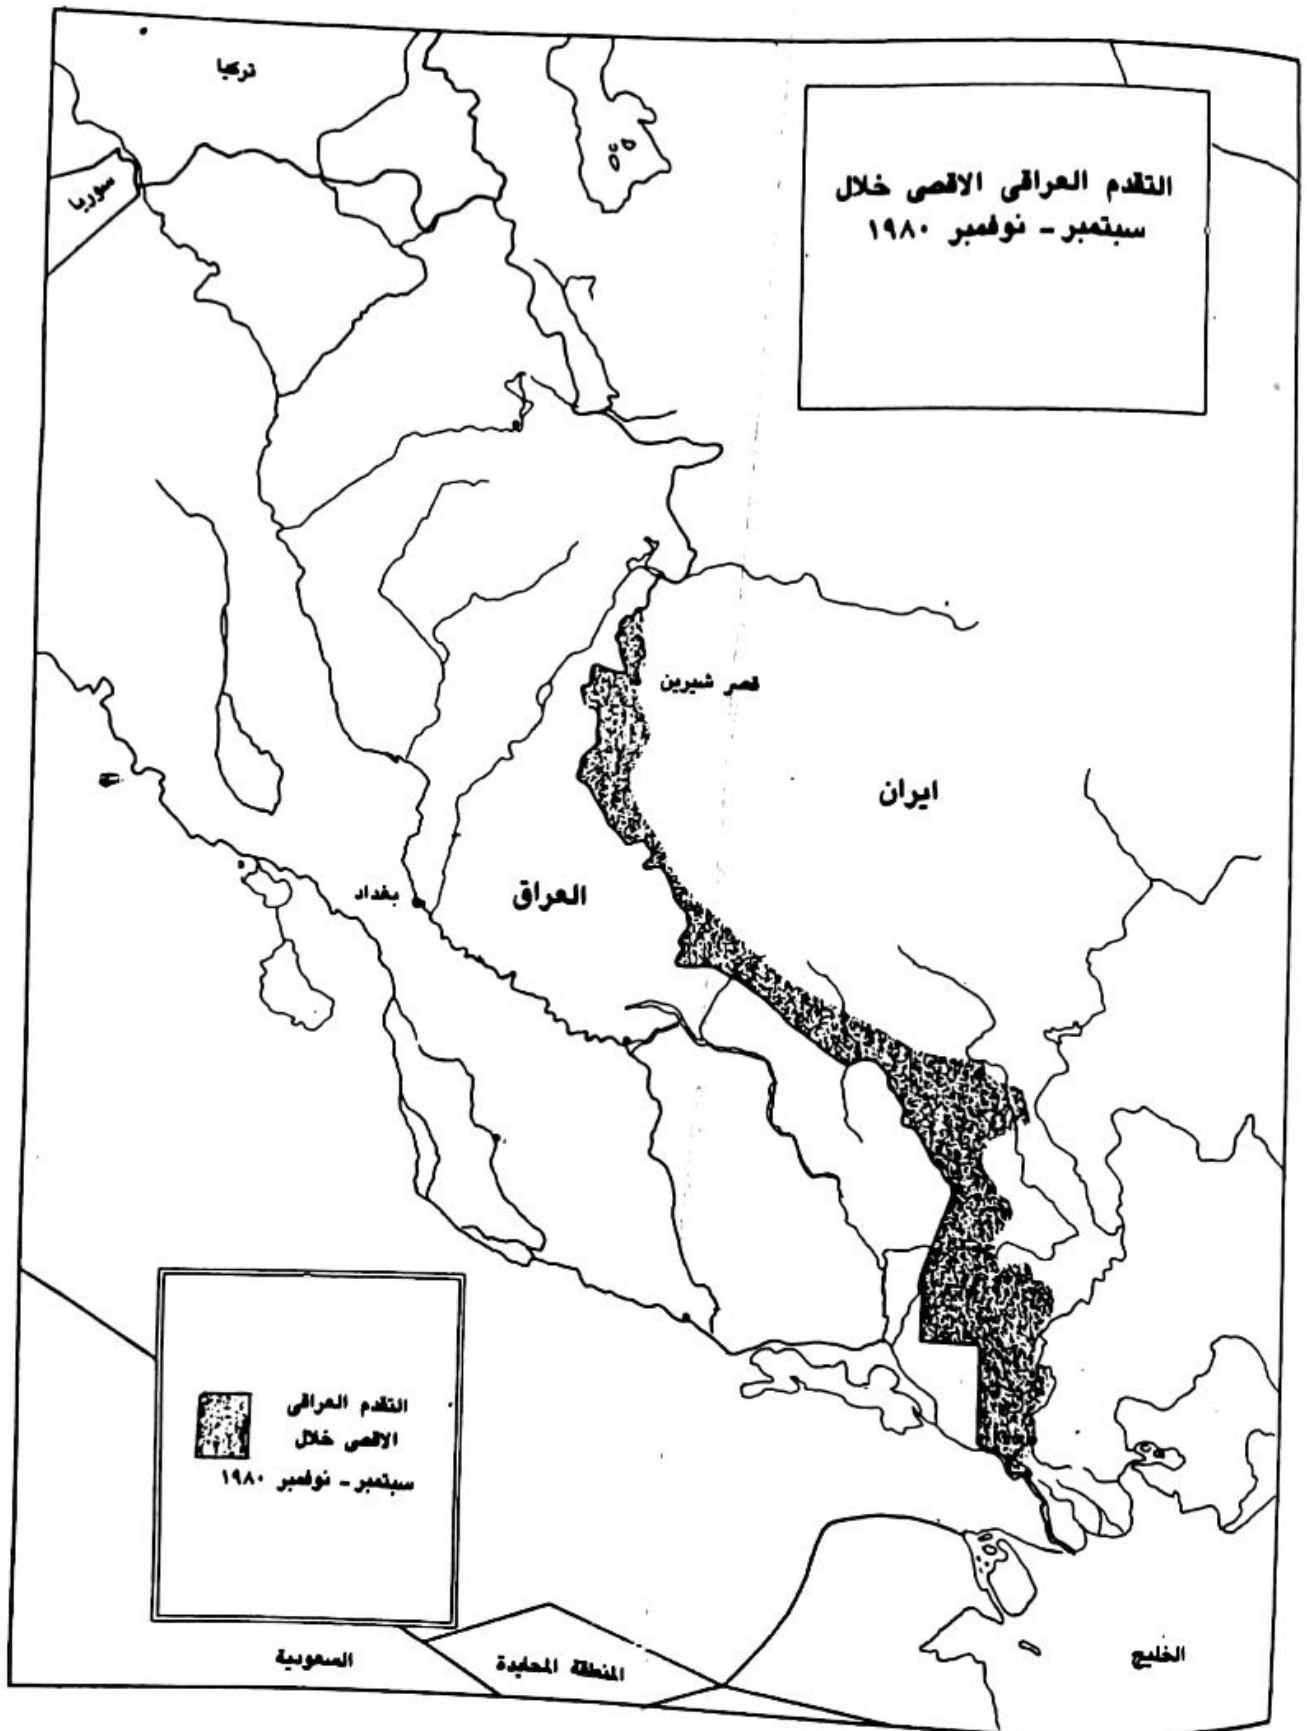 تركيا
سوريا
التقدم العراقى الاقصى خلال
سبتمبر - نوفمبر ١٩٨٠
قصر شيرين
ايران
العراق
بغداد
التقدم العراقى
الاقصى خلال
سبتمبر - نوفمبر ١٩٨٠
السعودية
المنطقة المحايدة
الخليج